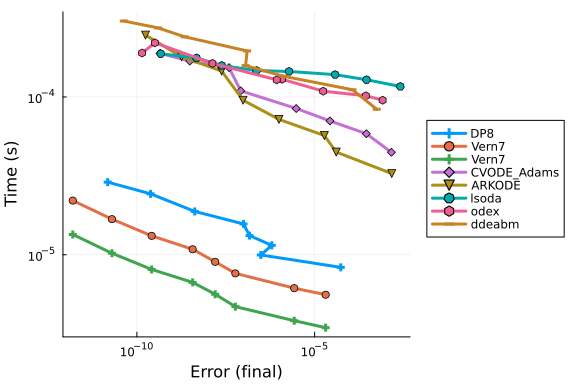 Time (s)
10⁻⁴
10⁻⁵
10⁻¹⁰
10⁻⁵
Error (final)
DP8
Vern7
Vern7
CVODE_Adams
ARKODE
lsoda
odex
ddeabm